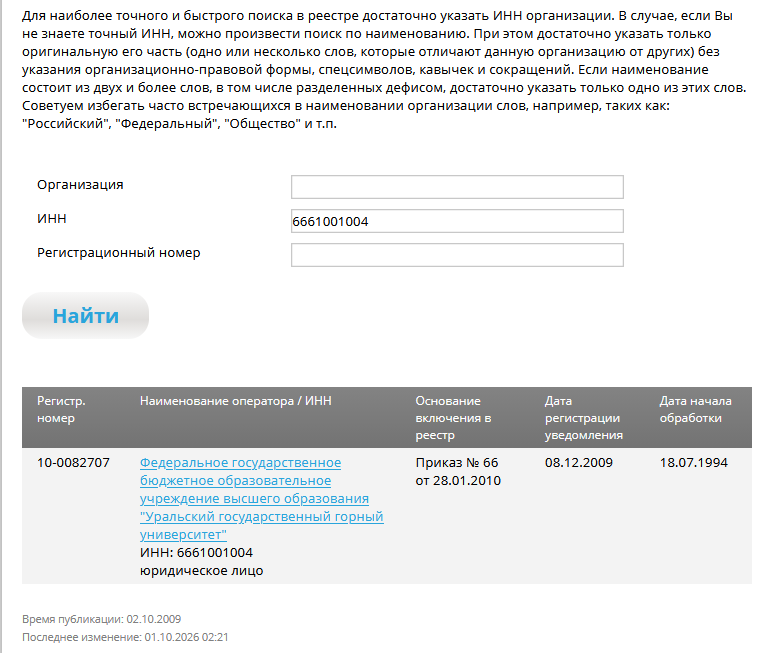 Для наиболее точного и быстрого поиска в реестре достаточно указать ИНН организации. В случае, если Вы
не знаете точный ИНН, можно произвести поиск по наименованию. При этом достаточно указать только
оригинальную его часть (одно или несколько слов, которые отличают данную организацию от других) без
указания организационно-правовой формы, спецсимволов, кавычек и сокращений. Если наименование
состоит из двух и более слов, в том числе разделенных дефисом, достаточно указать только одно из этих слов.
Советуем избегать часто встречающихся в наименовании организации слов, например, таких как:
"Российский", "Федеральный", "Общество" и т.п.
Организация
ИНН 6661001004
Регистрационный номер
Найти
Регистр. номер
Наименование оператора / ИНН
Основание включения в реестр
Дата регистрации уведомления
Дата начала обработки
10-0082707
Федеральное государственное
бюджетное образовательное
учреждение высшего образования
"Уральский государственный горный
университет"
ИНН: 6661001004
юридическое лицо
Приказ № 66
от 28.01.2010
08.12.2009
18.07.1994
Время публикации: 02.10.2009
Последнее изменение: 01.10.2026 02:21